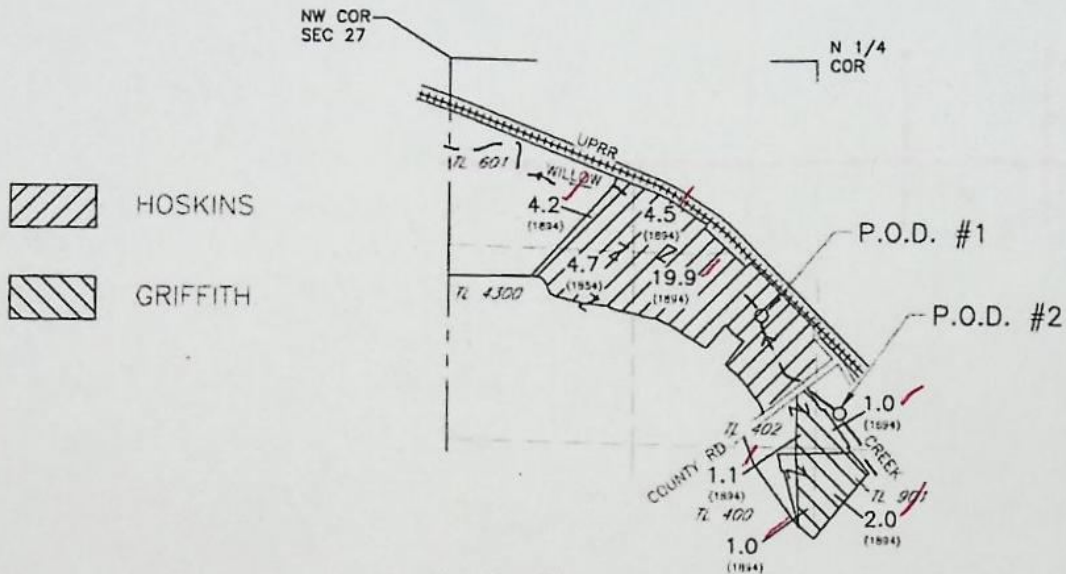 NW COR
SEC 27
N 1/4
COR
UPRR
TL 601
WILLOW
HOSKINS
4.2
(1894)
4.5
(1894)
P.O.D. #1
4.7
(1954)
19.9
(1894)
GRIFFITH
TL 4300
P.O.D. #2
1.0
(1894)
TL 402
CREEK
COUNTY RD
1.1
(1894)
TL 901
TL 400
2.0
(1894)
1.0
(1894)